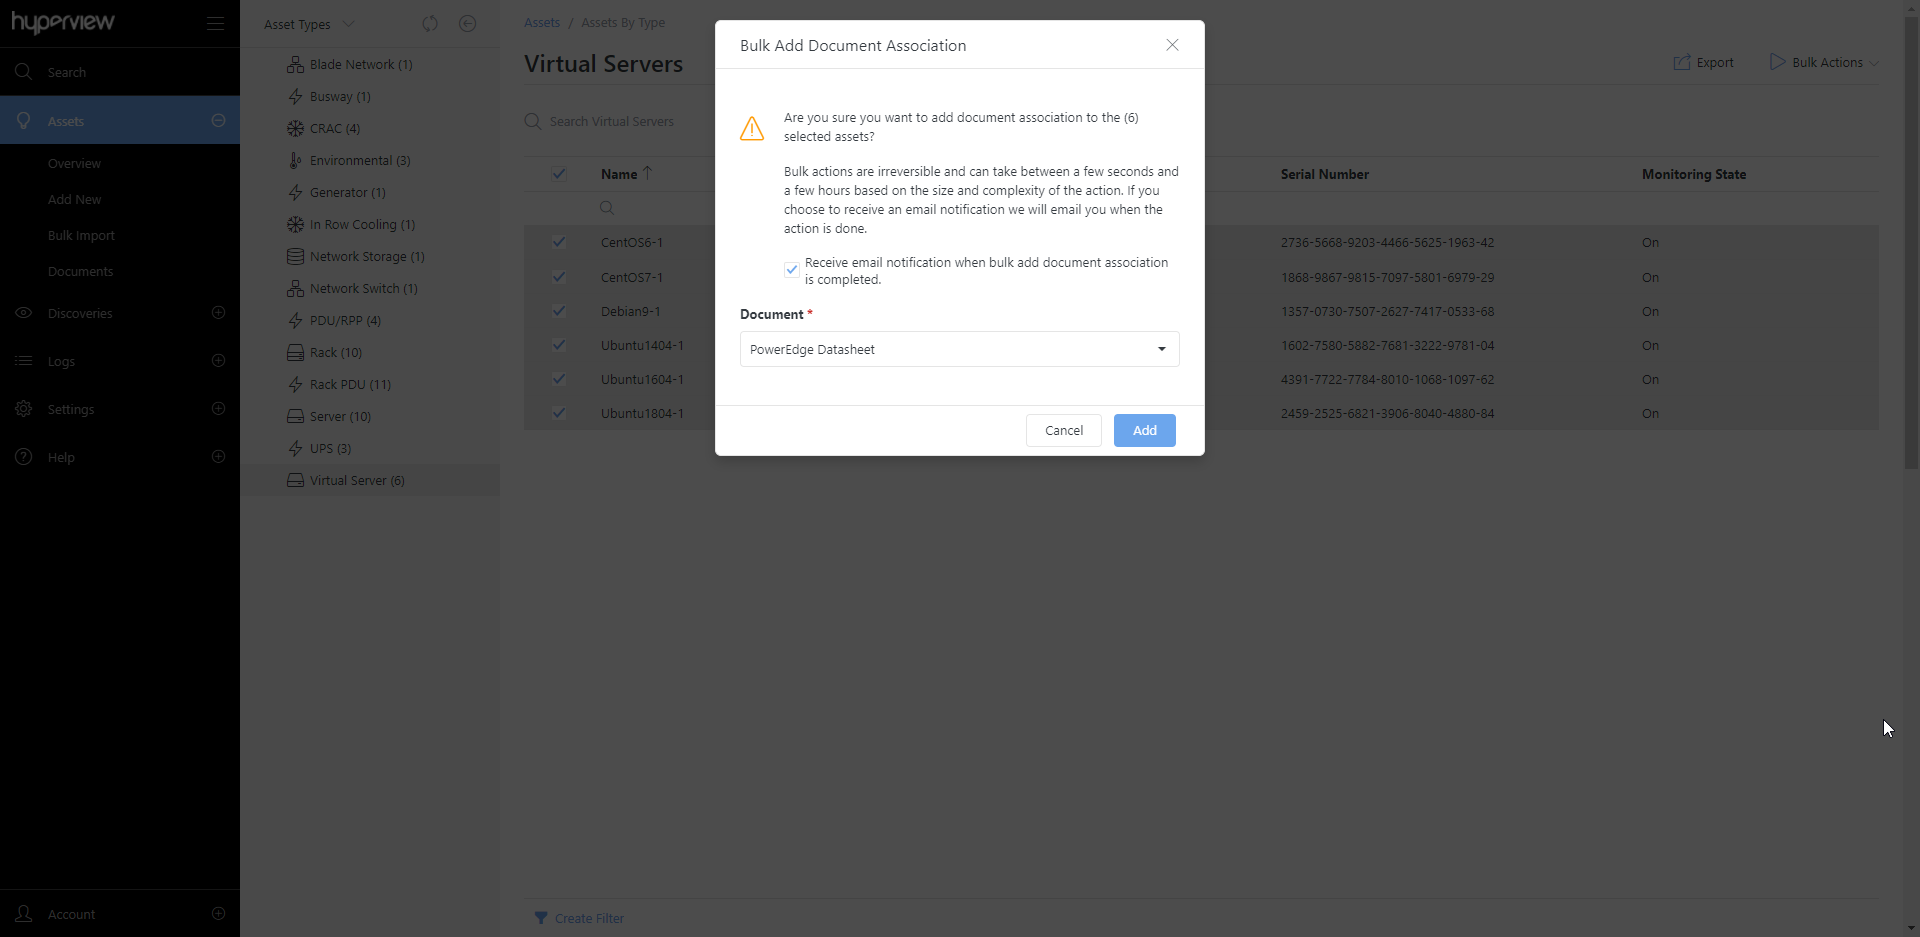 hyperview
Search
Assets
Overview
Add New
Bulk Import
Documents
Discoveries
Logs
Settings
Help
Account
Asset Types
Blade Network (1)
Busway (1)
CRAC (4)
Environmental (3)
Generator (1)
In Row Cooling (1)
Network Storage (1)
Network Switch (1)
PDU/RPP (4)
Rack (10)
Rack PDU (11)
Server (10)
UPS (3)
Virtual Server (6)
Assets / Assets By Type
Virtual Servers
Export
Bulk Actions
Search Virtual Servers
Name Serial Number Monitoring State
CentOS6-1 2736-5668-9203-4466-5625-1963-42 On
CentOS7-1 1868-9867-9815-7097-5801-6979-29 On
Debian9-1 1357-0730-7507-2627-7417-0533-68 On
Ubuntu1404-1 1602-7580-5882-7681-3222-9781-04 On
Ubuntu1604-1 4391-7722-7784-8010-1068-1097-62 On
Ubuntu1804-1 2459-2525-6821-3906-8040-4880-84 On
Create Filter
Bulk Add Document Association
Are you sure you want to add document association to the (6)
selected assets?
Bulk actions are irreversible and can take between a few seconds and
a few hours based on the size and complexity of the action. If you
choose to receive an email notification we will email you when the
action is done.
Receive email notification when bulk add document association
is completed.
Document *
PowerEdge Datasheet
Cancel
Add